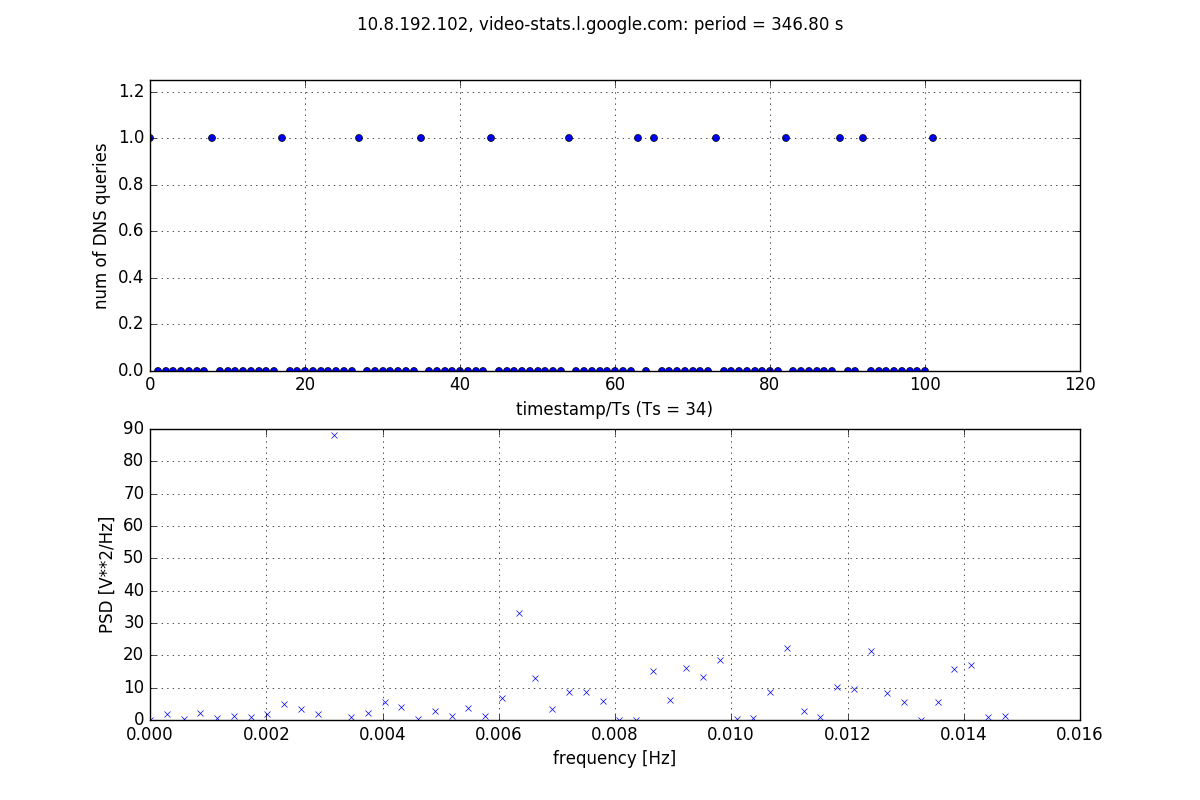 10.8.192.102, video-stats.l.google.com: period = 346.80 s
1.2
1.0
0.8
0.6
0.4
0.2
0.0
num of DNS queries
0 20 40 60 80 100 120
timestamp/Ts (Ts = 34)
90
80
70
60
50
40
30
20
10
0
PSD [V**2/Hz]
0.000 0.002 0.004 0.006 0.008 0.010 0.012 0.014 0.016
frequency [Hz]